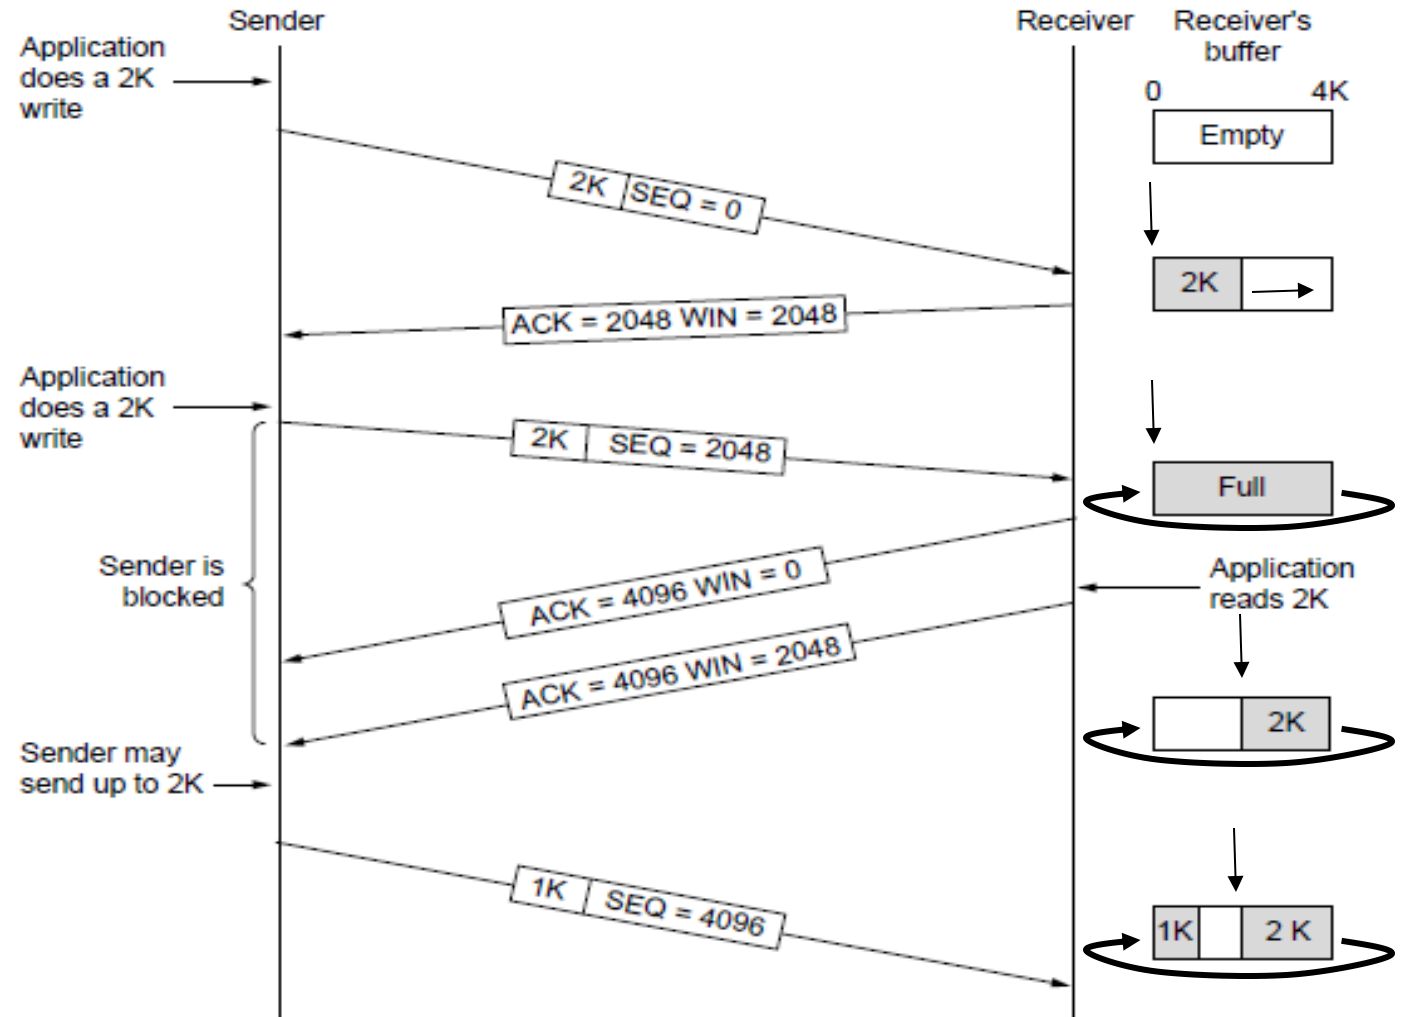 Sender
Receiver
Receiver's
buffer
Application
does a 2K
write
0 4K
Empty
2K SEQ = 0
2K
ACK = 2048 WIN = 2048
Application
does a 2K
write
2K SEQ = 2048
Full
Sender is
blocked
ACK = 4096 WIN = 0
Application
reads 2K
ACK = 4096 WIN = 2048
2K
Sender may
send up to 2K
1K SEQ = 4096
1K 2 K